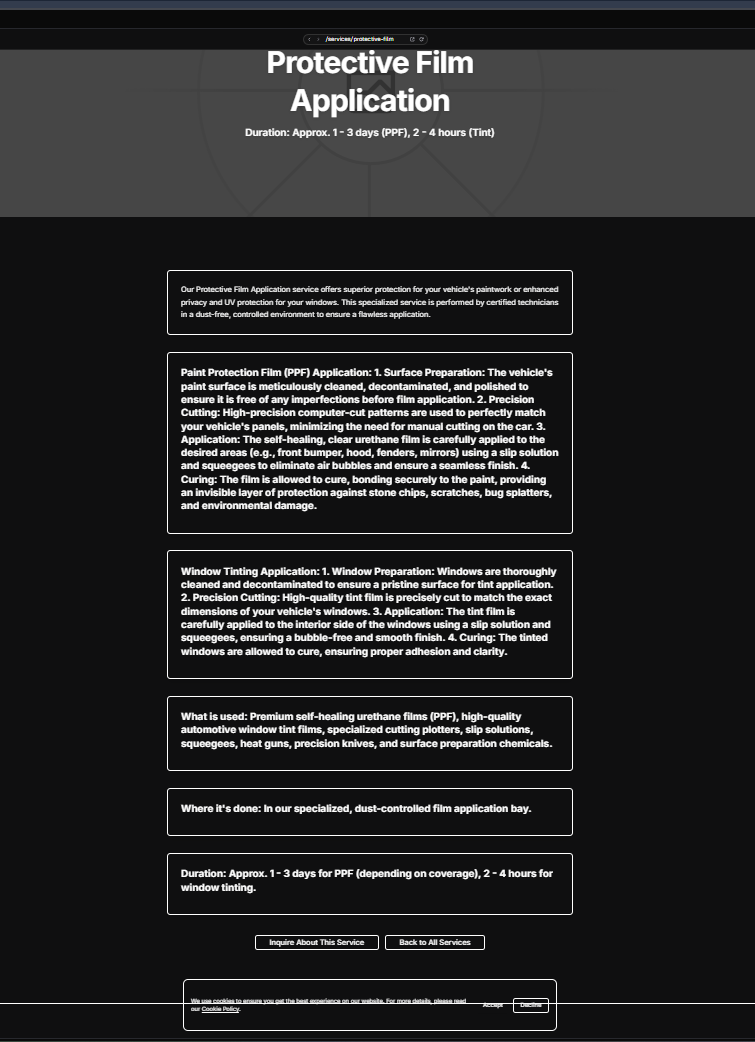 /services/protective-film
Protective Film
Application
Duration: Approx. 1 - 3 days (PPF), 2 - 4 hours (Tint)
Our Protective Film Application service offers superior protection for your vehicle's paintwork or enhanced
privacy and UV protection for your windows. This specialized service is performed by certified technicians
in a dust-free, controlled environment to ensure a flawless application.
Paint Protection Film (PPF) Application: 1. Surface Preparation: The vehicle's
paint surface is meticulously cleaned, decontaminated, and polished to
ensure it is free of any imperfections before film application. 2. Precision
Cutting: High-precision computer-cut patterns are used to perfectly match
your vehicle's panels, minimizing the need for manual cutting on the car. 3.
Application: The self-healing, clear urethane film is carefully applied to the
desired areas (e.g., front bumper, hood, fenders, mirrors) using a slip solution
and squeegees to eliminate air bubbles and ensure a seamless finish. 4.
Curing: The film is allowed to cure, bonding securely to the paint, providing
an invisible layer of protection against stone chips, scratches, bug splatters,
and environmental damage.
Window Tinting Application: 1. Window Preparation: Windows are thoroughly
cleaned and decontaminated to ensure a pristine surface for tint application.
2. Precision Cutting: High-quality tint film is precisely cut to match the exact
dimensions of your vehicle's windows. 3. Application: The tint film is
carefully applied to the interior side of the windows using a slip solution and
squeegees, ensuring a bubble-free and smooth finish. 4. Curing: The tinted
windows are allowed to cure, ensuring proper adhesion and clarity.
What is used: Premium self-healing urethane films (PPF), high-quality
automotive window tint films, specialized cutting plotters, slip solutions,
squeegees, heat guns, precision knives, and surface preparation chemicals.
Where it's done: In our specialized, dust-controlled film application bay.
Duration: Approx. 1 - 3 days for PPF (depending on coverage), 2 - 4 hours for
window tinting.
Inquire About This Service Back to All Services
We use cookies to ensure you get the best experience on our website. For more details, please read
our Cookie Policy.
Accept Decline